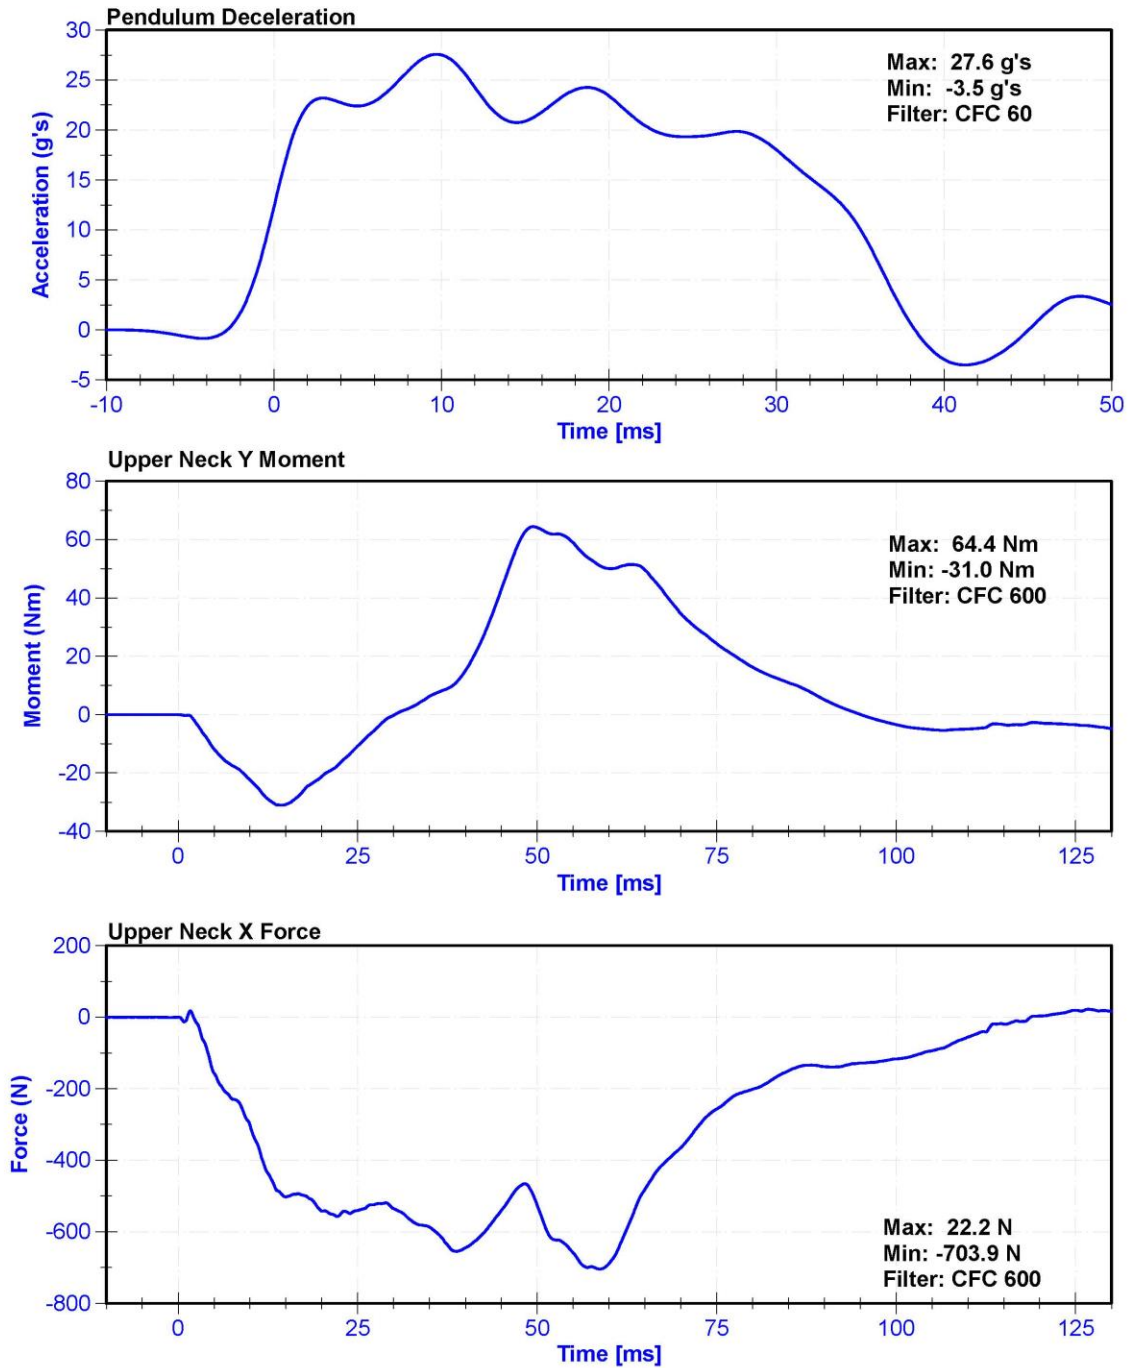 Pendulum Deceleration
30
25
20
15
10
5
0
-5
Acceleration (g's)
Max: 27.6 g's
Min: -3.5 g's
Filter: CFC 60
-10 0 10 20 30 40 50
Time [ms]
Upper Neck Y Moment
80
60
40
20
0
-20
-40
Moment (Nm)
Max: 64.4 Nm
Min: -31.0 Nm
Filter: CFC 600
0 25 50 75 100 125
Time [ms]
Upper Neck X Force
200
0
-200
-400
-600
-800
Force (N)
Max: 22.2 N
Min: -703.9 N
Filter: CFC 600
0 25 50 75 100 125
Time [ms]